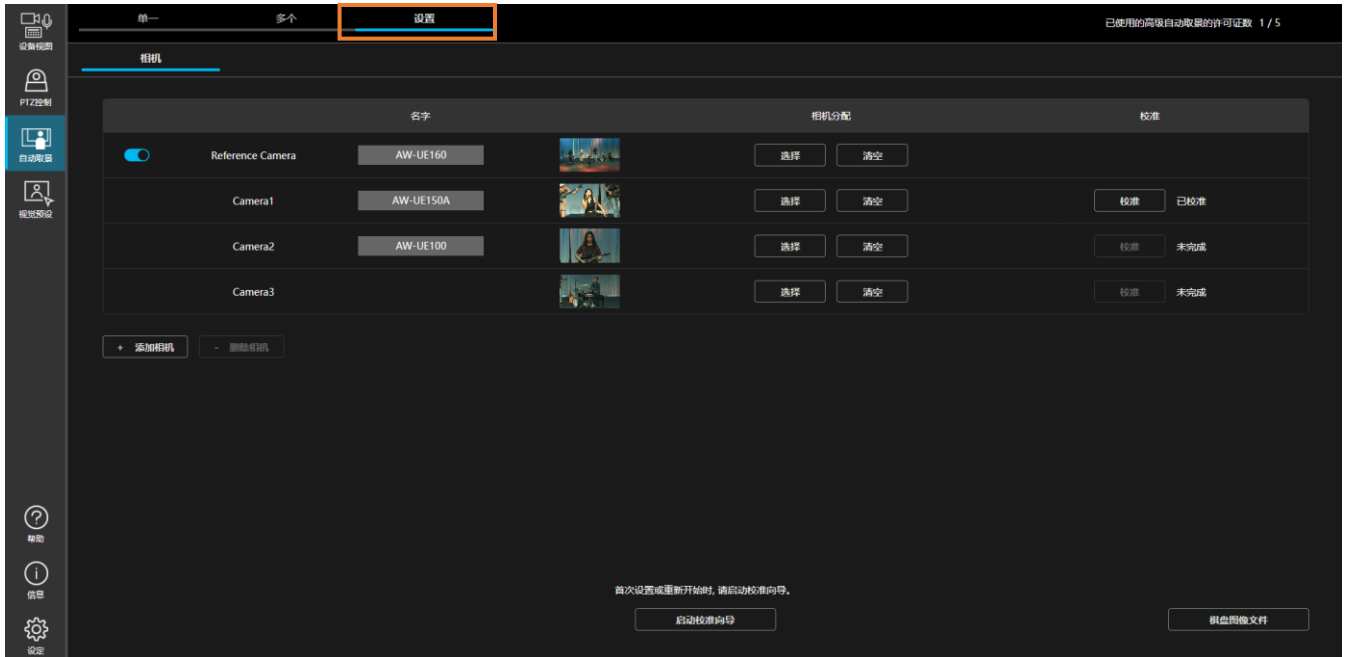 单一 多个 设置 已使用的高级自动取景的许可证数 1 / 5
相机
设备视图
PTZ控制
自动取景
视觉预设
帮助
信息
设定
名字 相机分配 校准
Reference Camera AW-UE160 选择 清空
Camera1 AW-UE150A 选择 清空 校准 已校准
Camera2 AW-UE100 选择 清空 校准 未完成
Camera3 选择 清空 校准 未完成
+ 添加相机 - 删除相机
首次设置或重新开始时, 请启动校准向导。
启动校准向导 棋盘图像文件